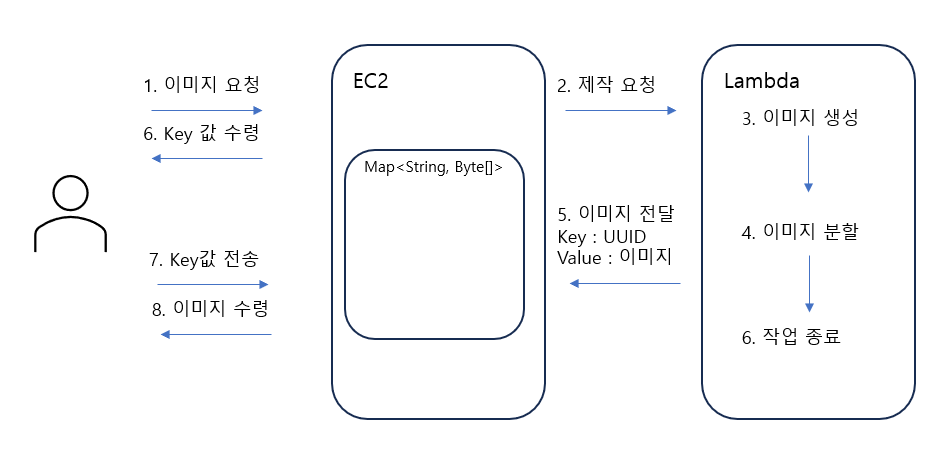 1. 이미지 요청
6. Key 값 수령
7. Key값 전송
8. 이미지 수령
EC2
Map<String, Byte[]>
2. 제작 요청
5. 이미지 전달
Key : UUID
Value : 이미지
Lambda
3. 이미지 생성
4. 이미지 분할
6. 작업 종료